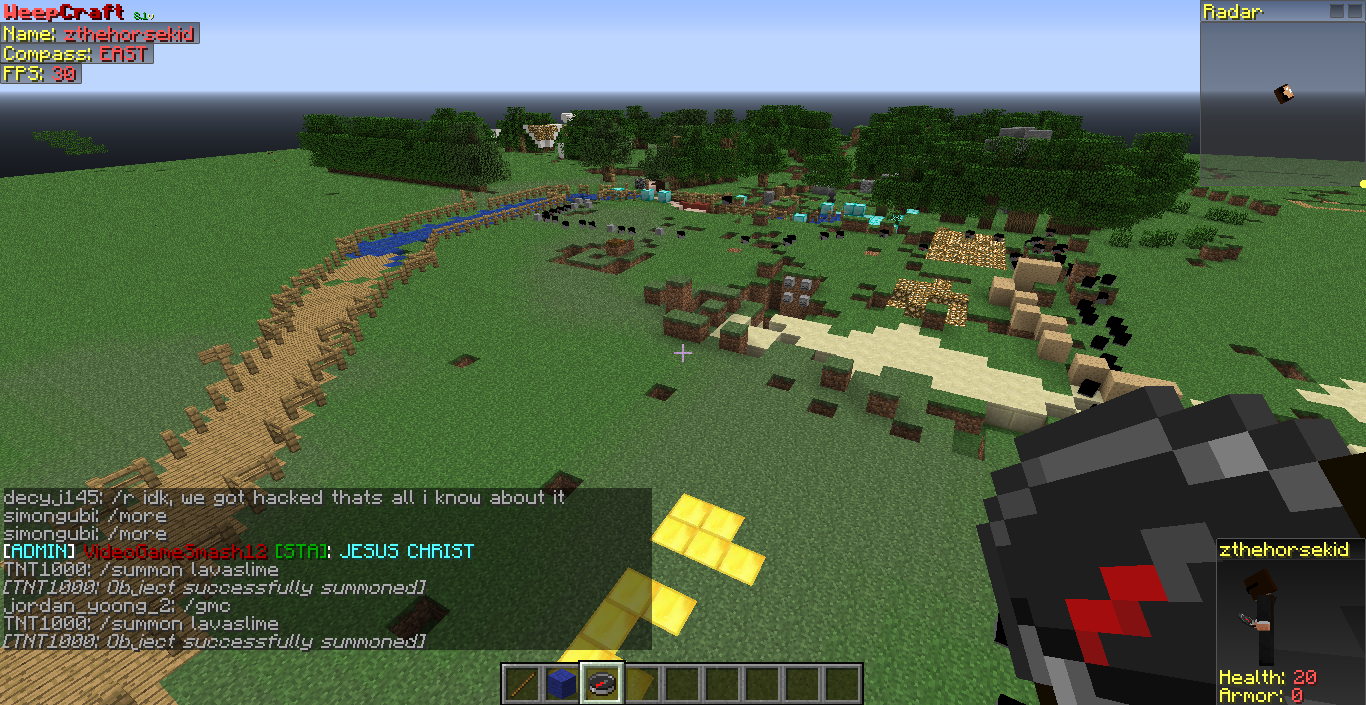 WeepCraft 8.1v
Name: zthehorsekid
Compass: EAST
FPS: 30
Radar
decyj145: /r idk, we got hacked thats all i know about it
simongubi: /more
simongubi: /more
[ADMIN] VideoGameSmash12 [STA]: JESUS CHRIST
TNT1000: /summon lavaslime
[TNT1000: Object successfully summoned]
jordan_yoong_2: /gmc
TNT1000: /summon lavaslime
[TNT1000: Object successfully summoned]
zthehorsekid
Health: 20
Armor: 0